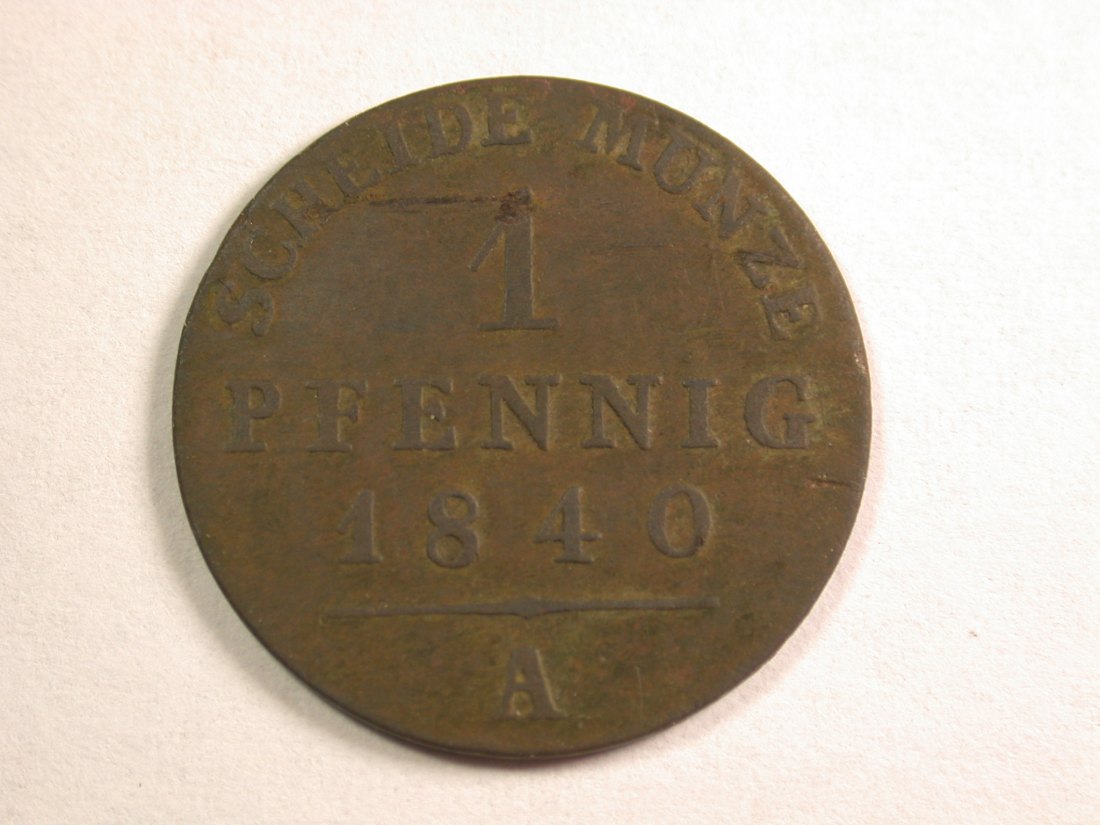 SCHEIDE MÜNZE
1
PFENNIG
1840
A